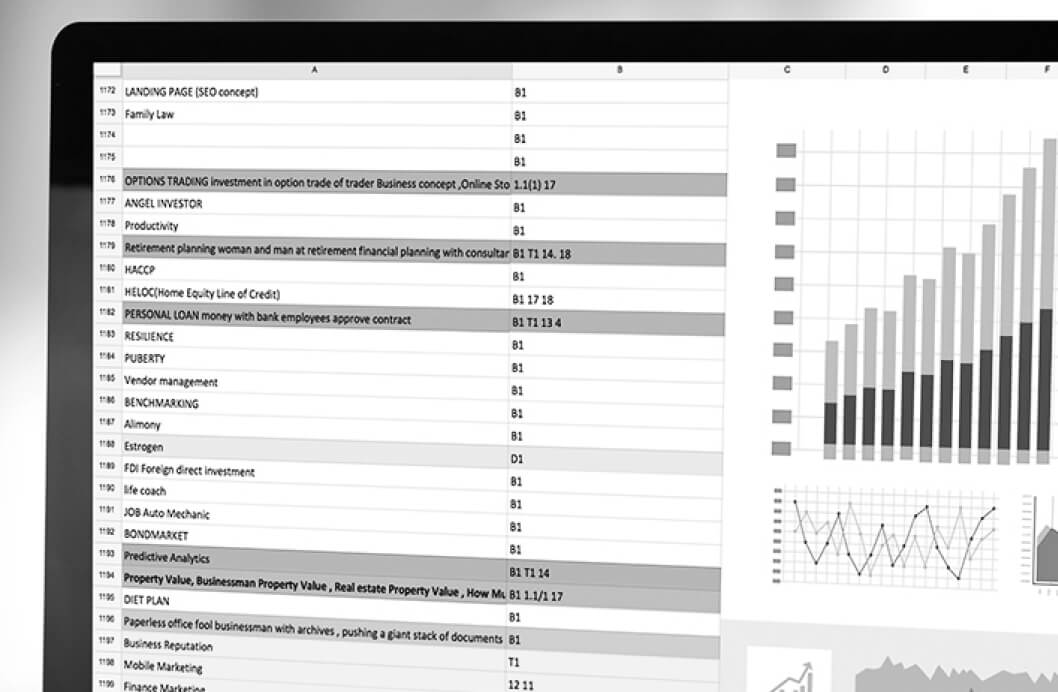 A B C D E F
1172 LANDING PAGE (SEO concept) B1
1173 Family Law B1
1174 B1
1175 B1
1176 OPTIONS TRADING investment in option trade of trader Business concept ,Online Sto 1.1(1) 17
1177 ANGEL INVESTOR B1
1178 Productivity B1
1179 Retirement planning woman and man at retirement financial planning with consultar B1 T1 14. 18
1180 HACCP B1
1181 HELOC(Home Equity Line of Credit) B1 17 18
1182 PERSONAL LOAN money with bank employees approve contract B1 T1 13 4
1183 RESILIENCE B1
1184 PUBERTY B1
1185 Vendor management B1
1186 BENCHMARKING B1
1187 Alimony B1
1188 Estrogen D1
1189 FDI Foreign direct investment B1
1190 life coach B1
1191 JOB Auto Mechanic B1
1192 BONDMARKET B1
1193 Predictive Analytics B1 T1 14
1194 Property Value, Businessman Property Value , Real estate Property Value , How Mu B1 1.1/1 17
1195 DIET PLAN B1
1196 Paperless office fool businessman with archives , pushing a giant stack of documents B1
1197 Business Reputation T1
1198 Mobile Marketing 12 11
1199 Finance Marketing